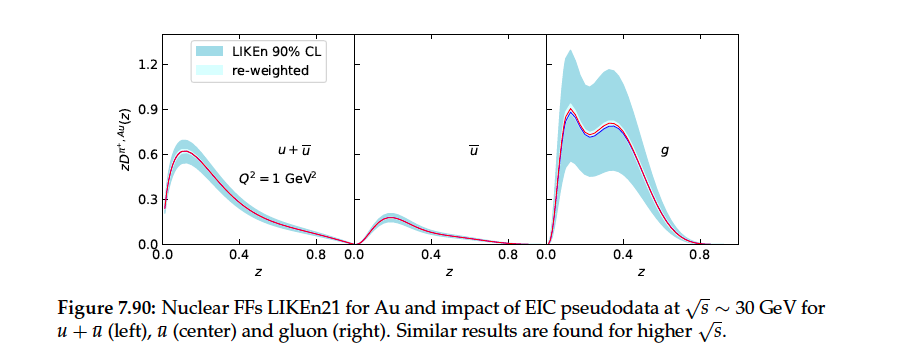 LIKEn 90% CL
re-weighted
zD^{π⁺, Au}(z)
1.2
0.9
0.6
0.3
0.0
u + u̅
Q² = 1 GeV²
u̅
g
0.0 0.4 0.8 0.0 0.4 0.8 0.0 0.4 0.8
z z z
Figure 7.90: Nuclear FFs LIKEn21 for Au and impact of EIC pseudodata at √s ∼ 30 GeV for
u + u̅ (left), u̅ (center) and gluon (right). Similar results are found for higher √s.